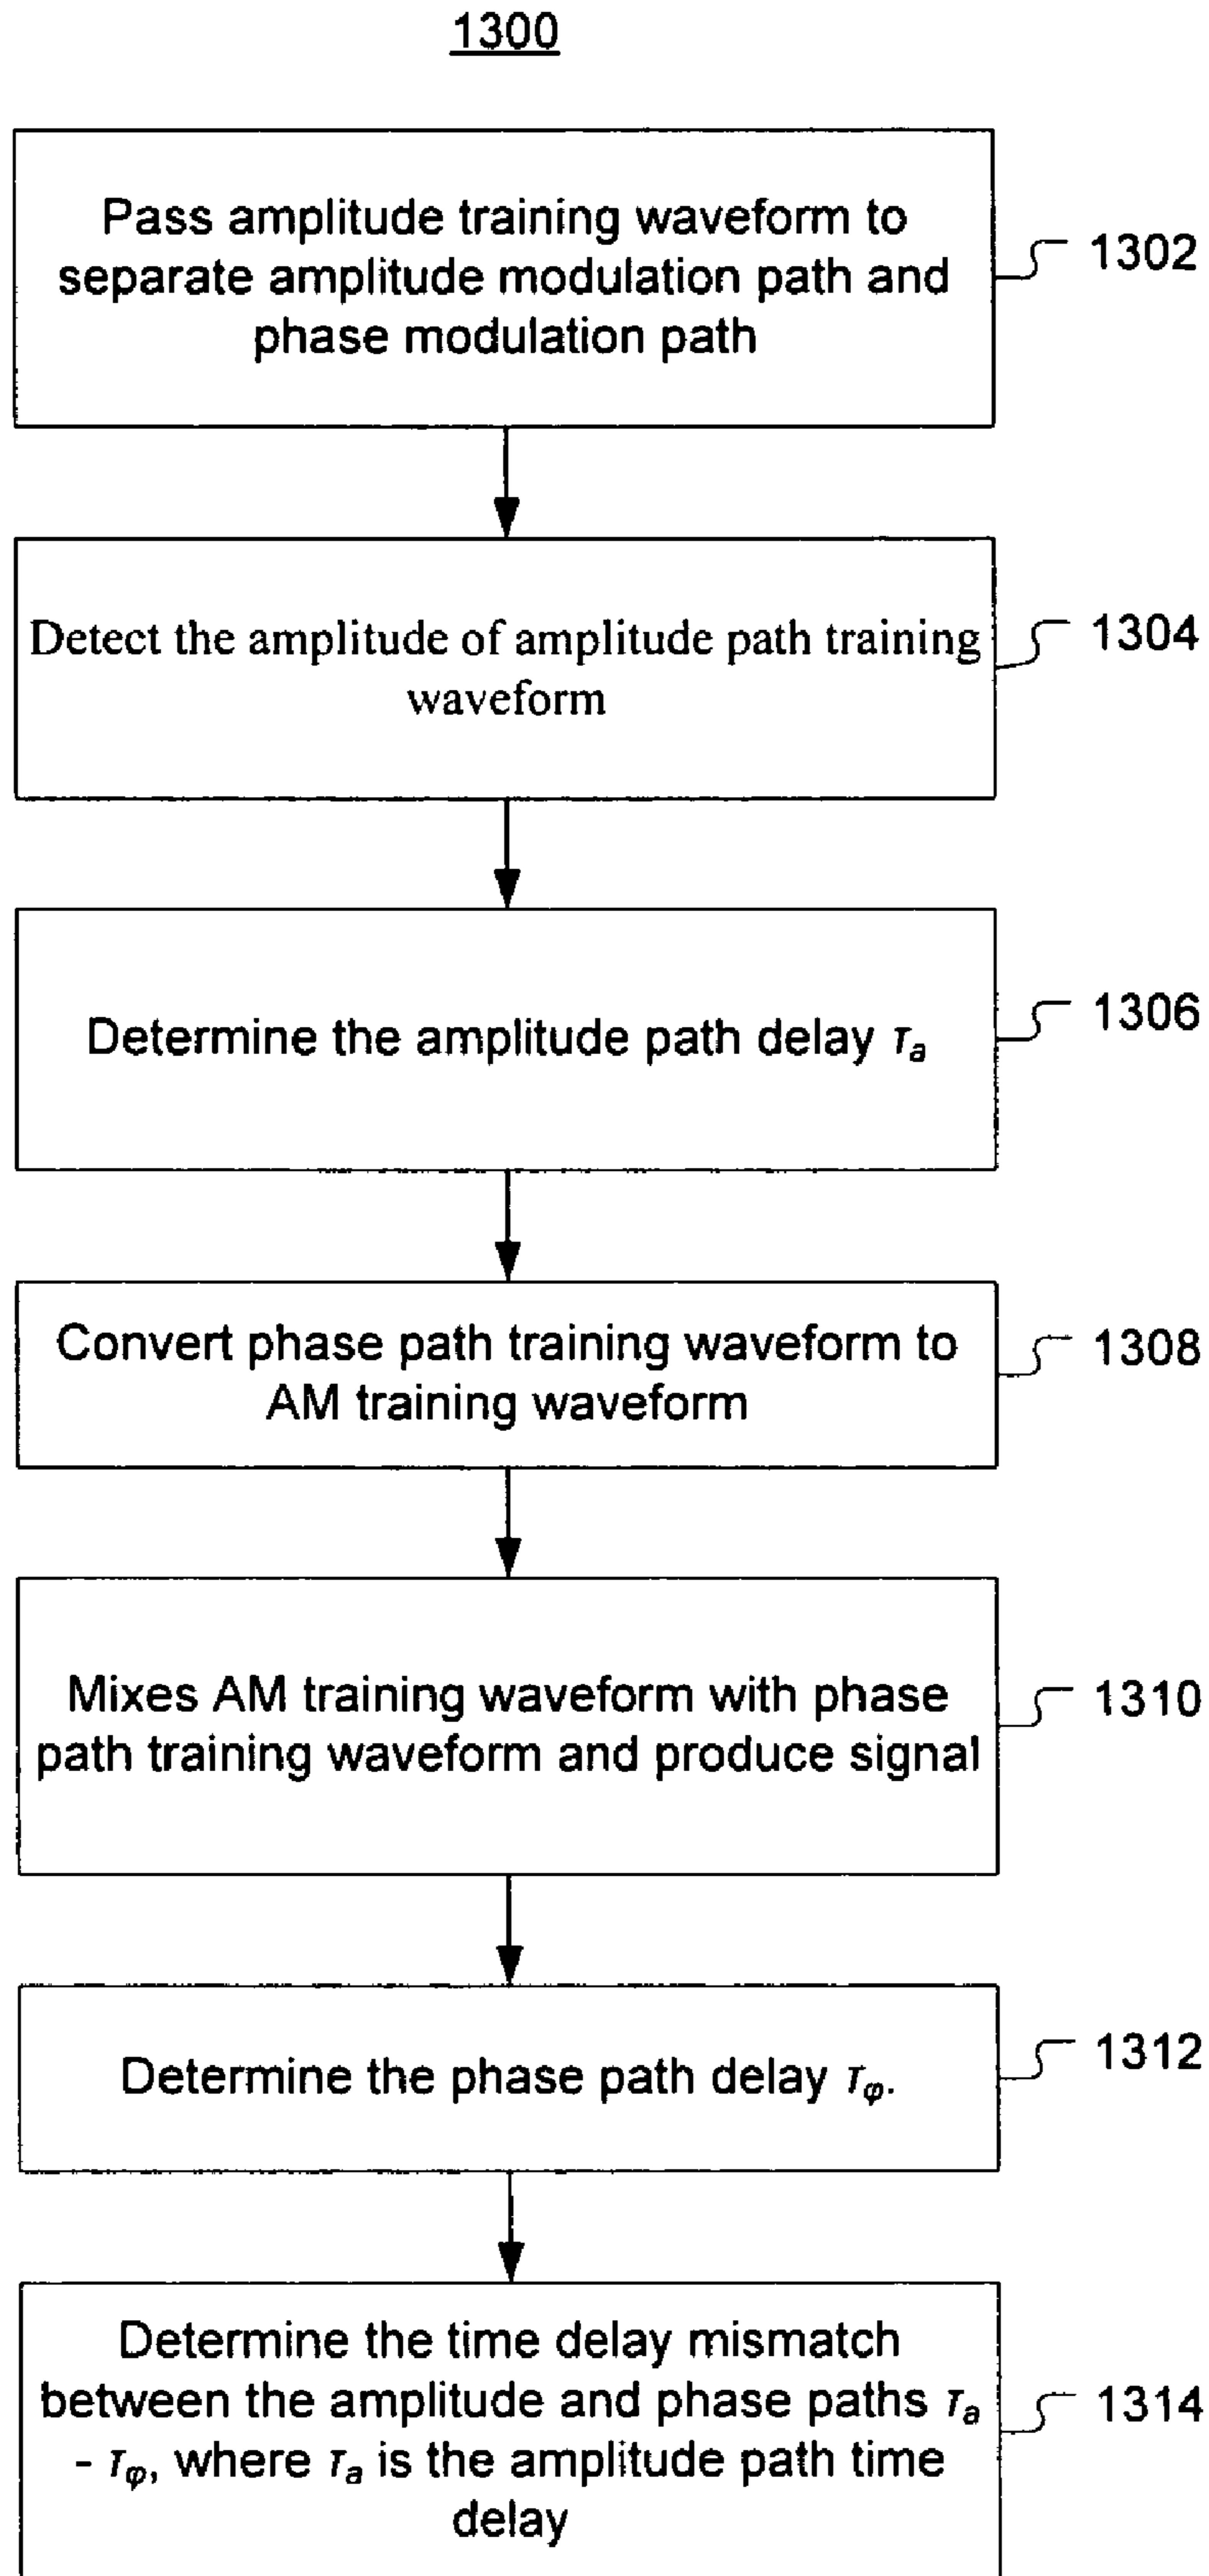 1300
Pass amplitude training waveform to
separate amplitude modulation path and
phase modulation path
1302
Detect the amplitude of amplitude path training
waveform
1304
Determine the amplitude path delay τₐ
1306
Convert phase path training waveform to
AM training waveform
1308
Mixes AM training waveform with phase
path training waveform and produce signal
1310
Determine the phase path delay τᵩ.
1312
Determine the time delay mismatch
between the amplitude and phase paths τₐ
- τᵩ, where τₐ is the amplitude path time
delay
1314